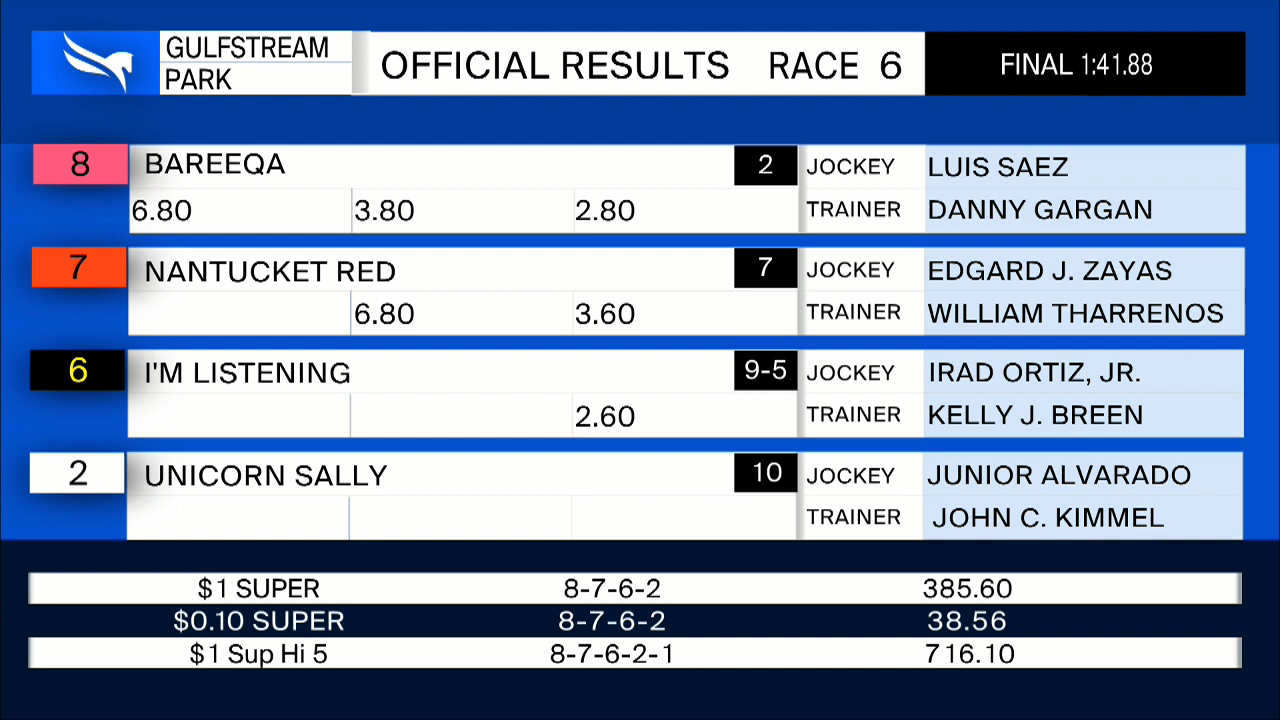 GULFSTREAM
PARK
OFFICIAL RESULTS RACE 6
FINAL 1:41.88
8 BAREEQA 2 JOCKEY LUIS SAEZ
6.80 3.80 2.80 TRAINER DANNY GARGAN
7 NANTUCKET RED 7 JOCKEY EDGARD J. ZAYAS
6.80 3.60 TRAINER WILLIAM THARRENOS
6 I'M LISTENING 9-5 JOCKEY IRAD ORTIZ, JR.
2.60 TRAINER KELLY J. BREEN
2 UNICORN SALLY 10 JOCKEY JUNIOR ALVARADO
TRAINER JOHN C. KIMMEL
$1 SUPER 8-7-6-2 385.60
$0.10 SUPER 8-7-6-2 38.56
$1 Sup Hi 5 8-7-6-2-1 716.10